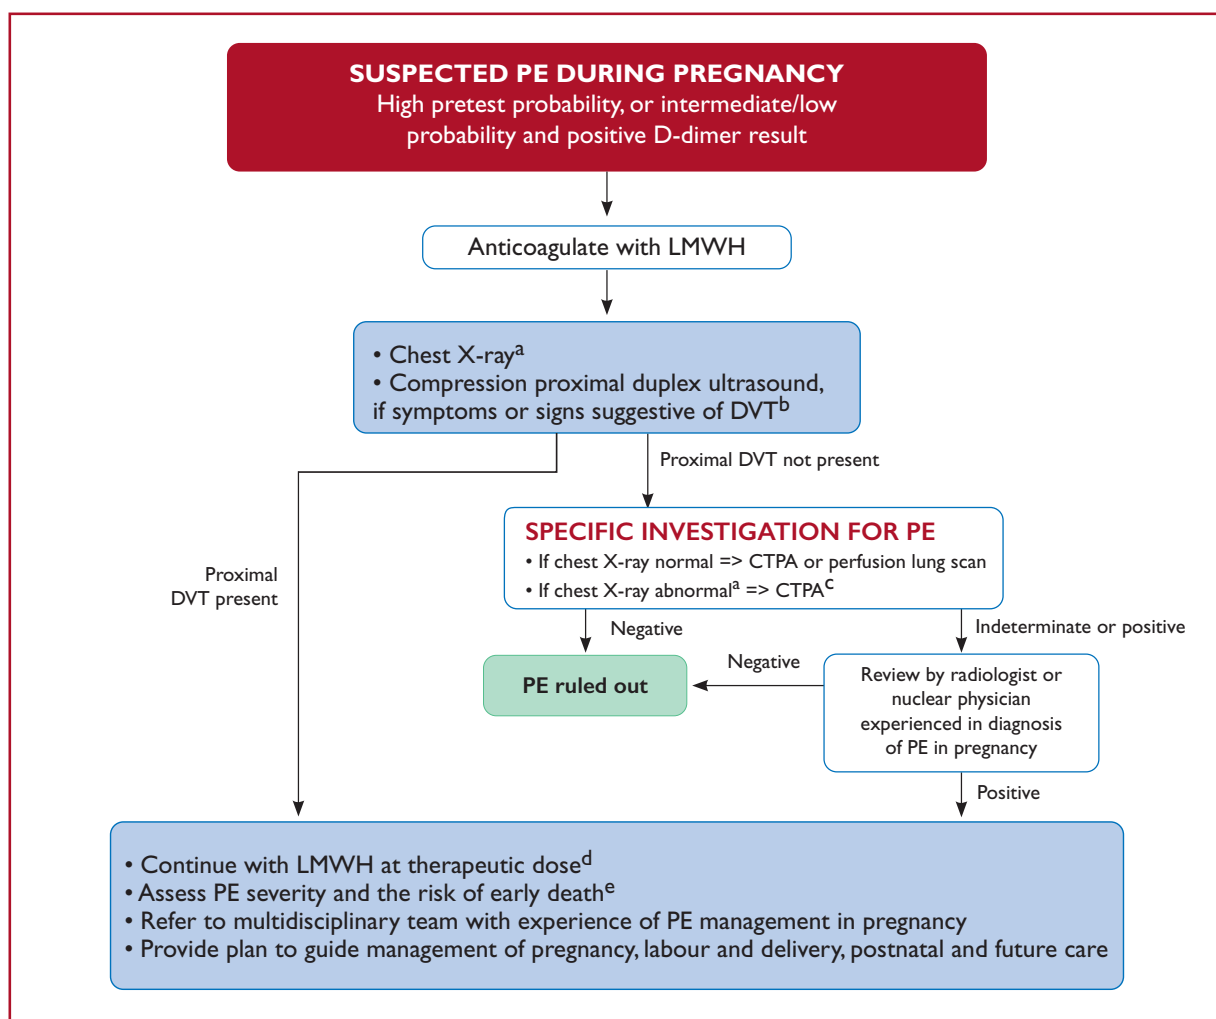 SUSPECTED PE DURING PREGNANCY
High pretest probability, or intermediate/low
probability and positive D-dimer result
Anticoagulate with LMWH
• Chest X-rayᵃ
• Compression proximal duplex ultrasound,
if symptoms or signs suggestive of DVTᵇ
Proximal DVT not present
Proximal
DVT present
SPECIFIC INVESTIGATION FOR PE
• If chest X-ray normal => CTPA or perfusion lung scan
• If chest X-ray abnormalᵃ => CTPAᶜ
Negative
Indeterminate or positive
PE ruled out
Negative
Review by radiologist or
nuclear physician
experienced in diagnosis
of PE in pregnancy
Positive
• Continue with LMWH at therapeutic doseᵈ
• Assess PE severity and the risk of early deathᵉ
• Refer to multidisciplinary team with experience of PE management in pregnancy
• Provide plan to guide management of pregnancy, labour and delivery, postnatal and future care